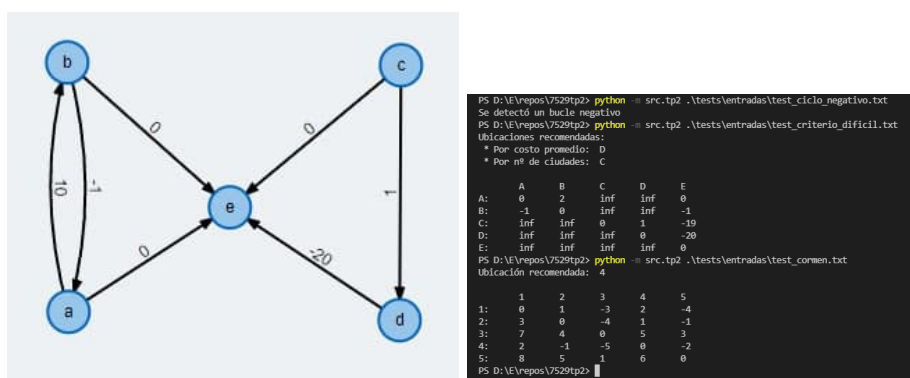 b
c
0
0
10
-1
1
e
0
-20
a
d
PS D:\E\repos\7529tp2> python -m src.tp2 .\tests\entradas\test_ciclo_negativo.txt
Se detectó un bucle negativo
PS D:\E\repos\7529tp2> python -m src.tp2 .\tests\entradas\test_criterio_dificil.txt
Ubicaciones recomendadas:
* Por costo promedio: D
* Por nº de ciudades: C
A B C D E
A: 0 2 inf inf 0
B: -1 0 inf inf -1
C: inf inf 0 1 -19
D: inf inf inf 0 -20
E: inf inf inf inf 0
PS D:\E\repos\7529tp2> python -m src.tp2 .\tests\entradas\test_cormen.txt
Ubicación recomendada: 4
1 2 3 4 5
1: 0 1 -3 2 -4
2: 3 0 -4 1 -1
3: 7 4 0 5 3
4: 2 -1 -5 0 -2
5: 8 5 1 6 0
PS D:\E\repos\7529tp2>